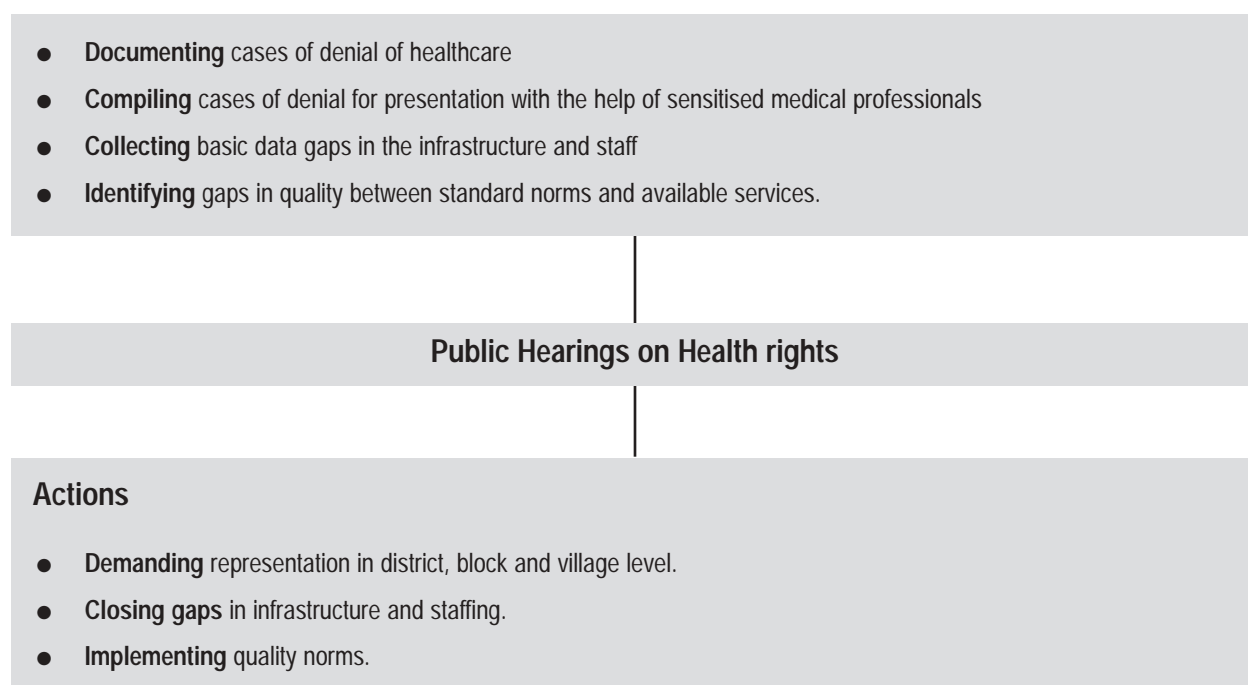 ● Documenting cases of denial of healthcare
● Compiling cases of denial for presentation with the help of sensitised medical professionals
● Collecting basic data gaps in the infrastructure and staff
● Identifying gaps in quality between standard norms and available services.
Public Hearings on Health rights
Actions
● Demanding representation in district, block and village level.
● Closing gaps in infrastructure and staffing.
● Implementing quality norms.